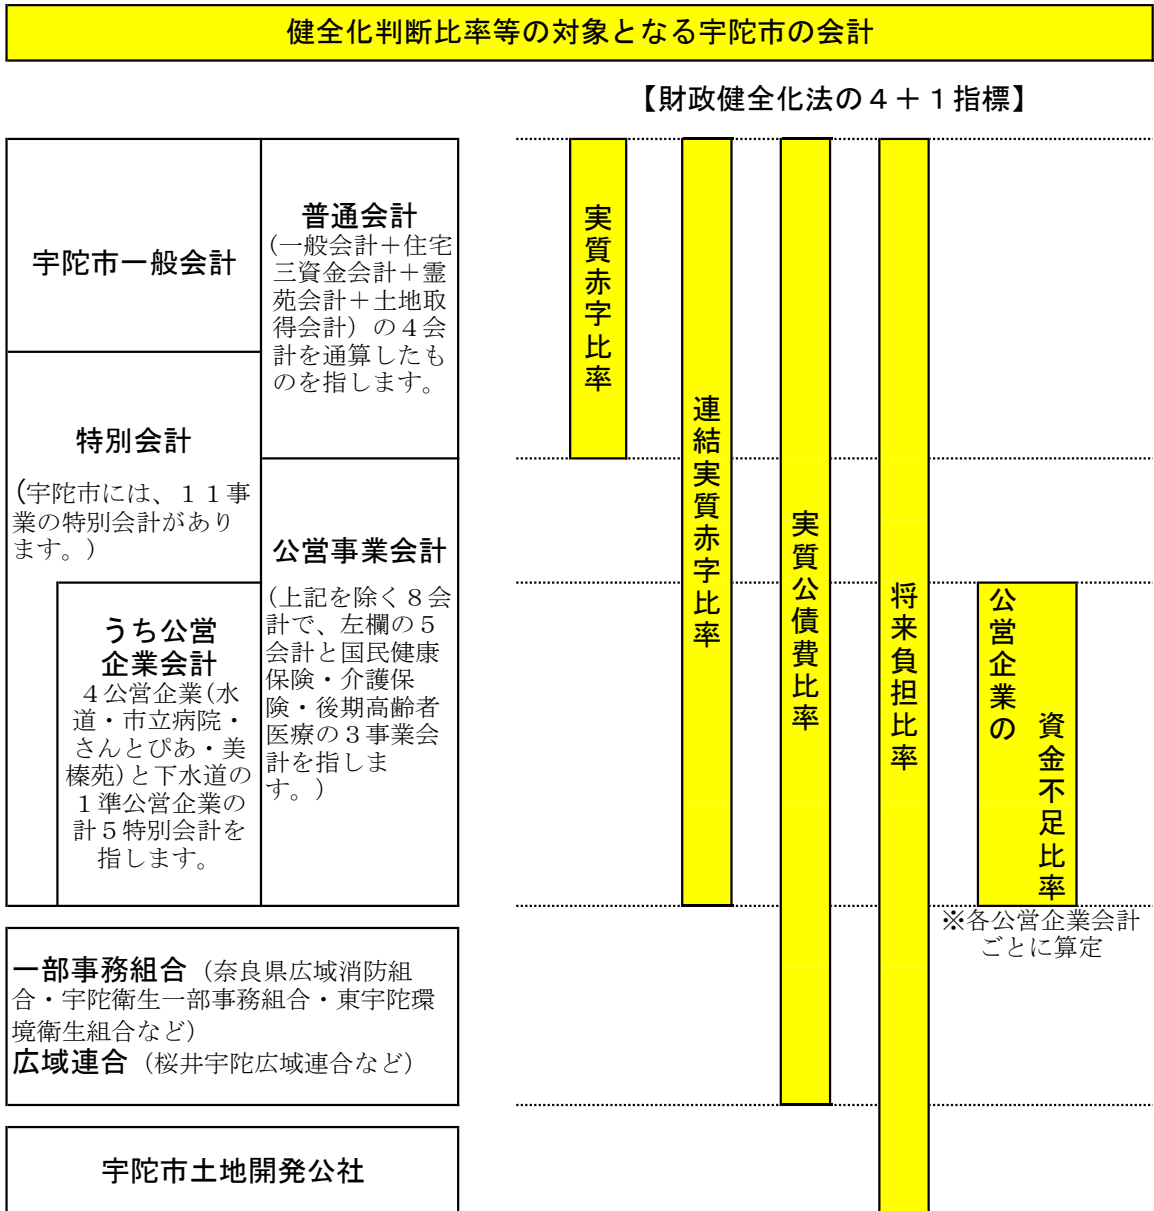 健全化判断比率等の対象となる宇陀市の会計
【財政健全化法の４＋１指標】
宇陀市一般会計
普通会計
(一般会計＋住宅
三資金会計＋霊
苑会計＋土地取
得会計）の４会
計を通算したも
のを指します。
特別会計
(宇陀市には、１１事
業の特別会計があり
ます。）
うち公営
企業会計
４公営企業(水
道・市立病院・
さんとぴあ・美
榛苑)と下水道の
１準公営企業の
計５特別会計を
指します。
公営事業会計
(上記を除く８会
計で、左欄の５
会計と国民健康
保険・介護保
険・後期高齢者
医療の３事業会
計を指しま
す。）
実質赤字比率
連結実質赤字比率
実質公債費比率
将来負担比率
公営企業の
資金不足比率
※各公営企業会計
ごとに算定
一部事務組合（奈良県広域消防組
合・宇陀衛生一部事務組合・東宇陀環
境衛生組合など）
広域連合（桜井宇陀広域連合など）
宇陀市土地開発公社